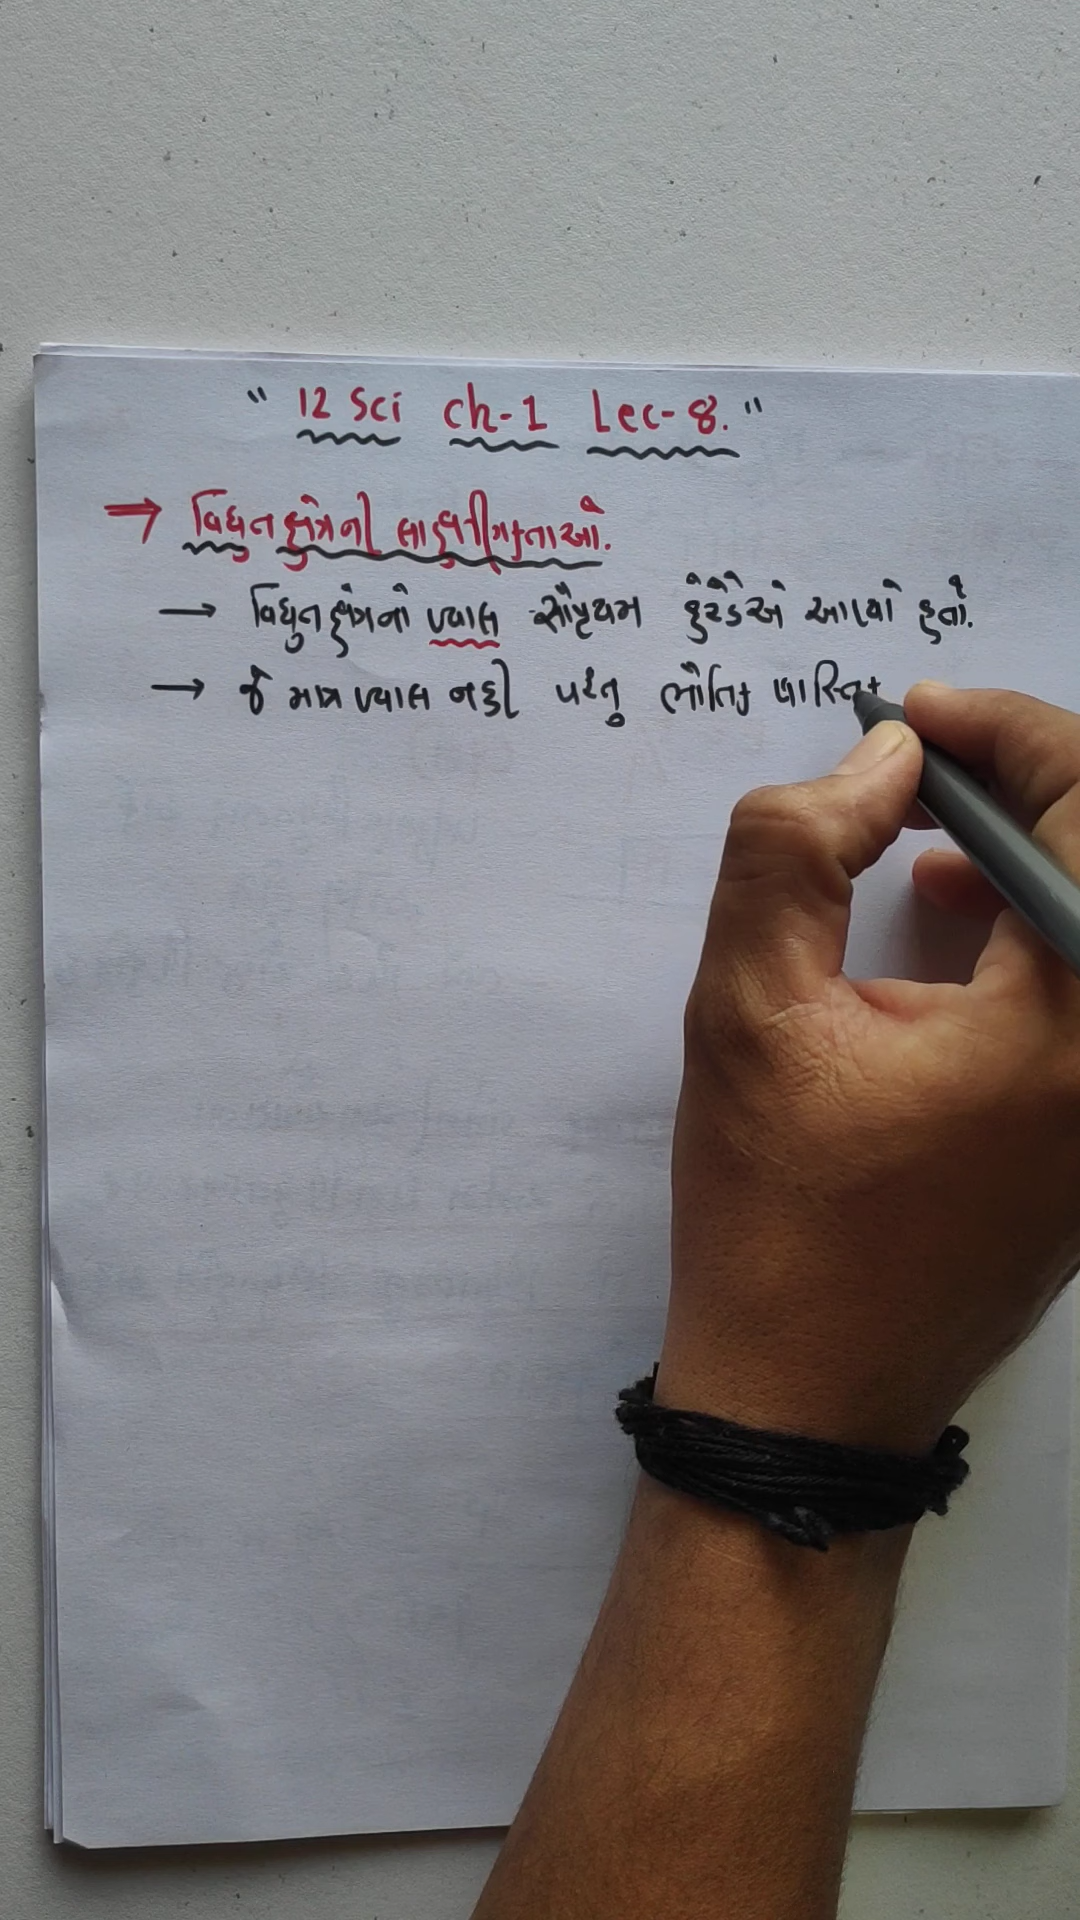 " 12 Sci ch-1 Lec-8. "
⇒ વિધુત ક્ષેત્રની લાક્ષણીકતાઓ.
→ વિધુત ક્ષેત્રનો ખ્યાલ સૌપ્રથમ ફેરેડેએ આપ્યો હતો.
→ જે માત્ર ખ્યાલ નહી પરંતુ ભૌતિક વાસ્તિક